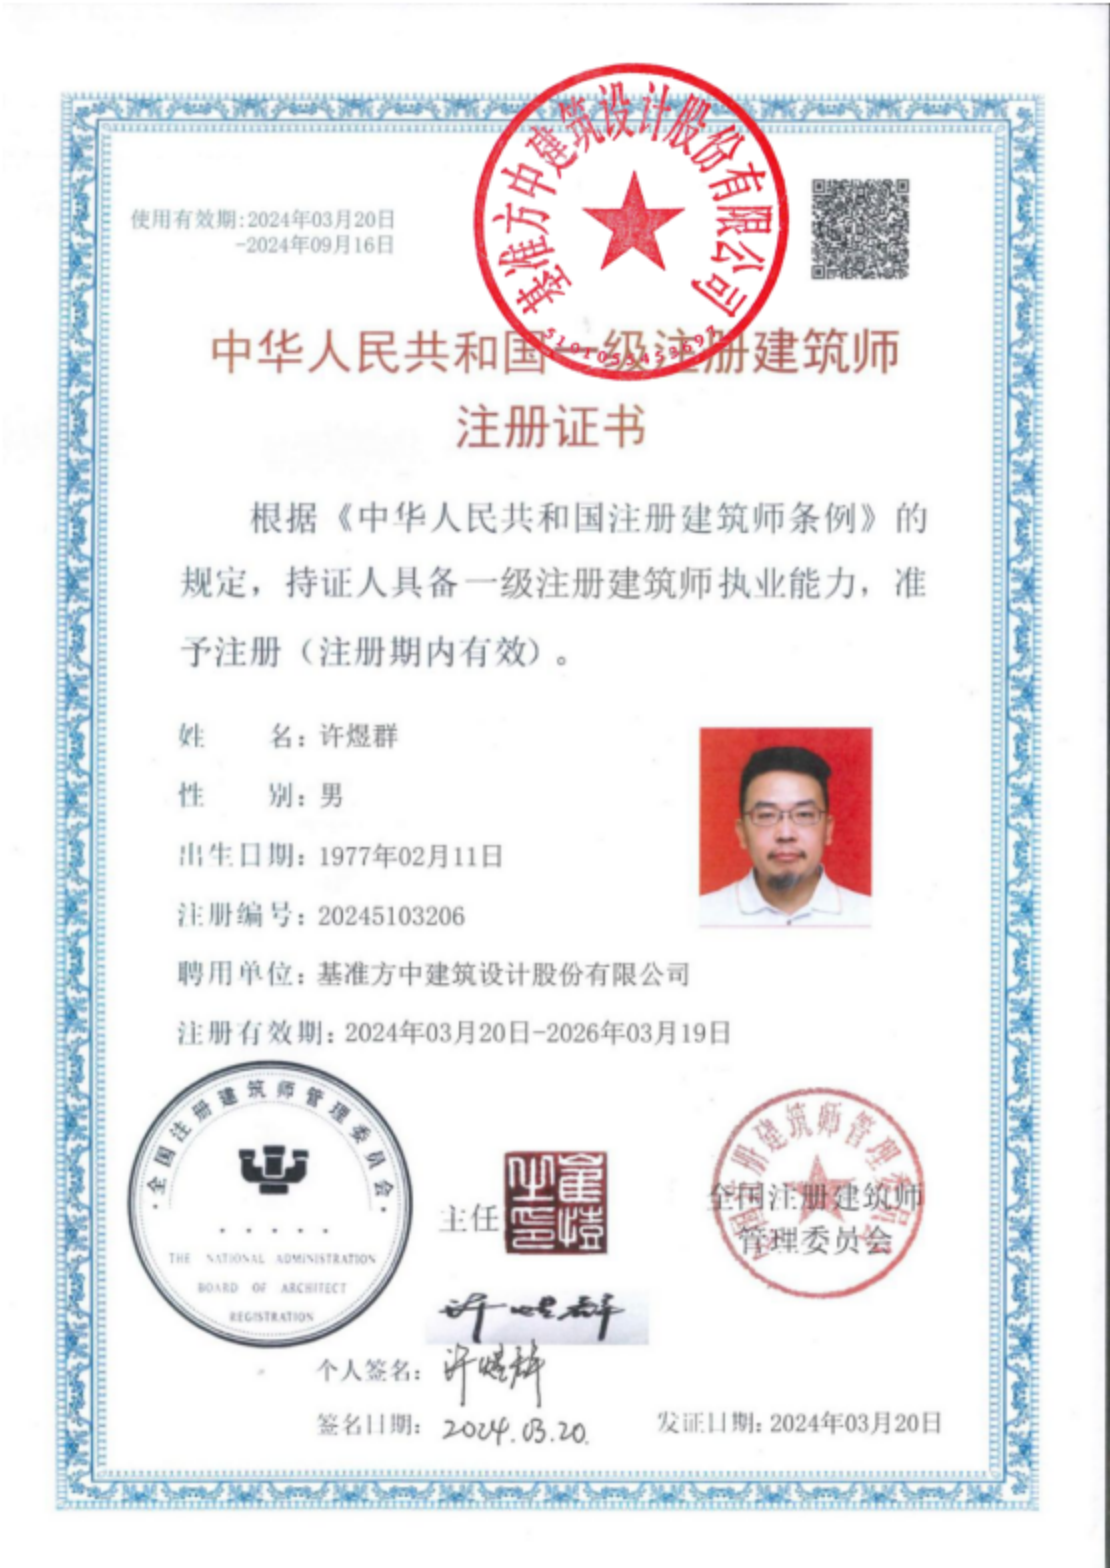 基准方中建筑设计股份有限公司
使用有效期:2024年03月20日
-2024年09月16日
中华人民共和国一级注册建筑师
注册证书
根据《中华人民共和国注册建筑师条例》的
规定，持证人具备一级注册建筑师执业能力，准
予注册（注册期内有效）。
姓 名：许煜群
性 别：男
出生日期：1977年02月11日
注册编号：20245103206
聘用单位：基准方中建筑设计股份有限公司
注册有效期：2024年03月20日-2026年03月19日
全国注册建筑师管理委员会
THE NATIONAL ADMINISTRATION
BOARD OF ARCHITECT
REGISTRATION
主任
全国注册建筑师
管理委员会
许煜群
个人签名：许煜群
签名日期：2024.03.20.
发证日期：2024年03月20日